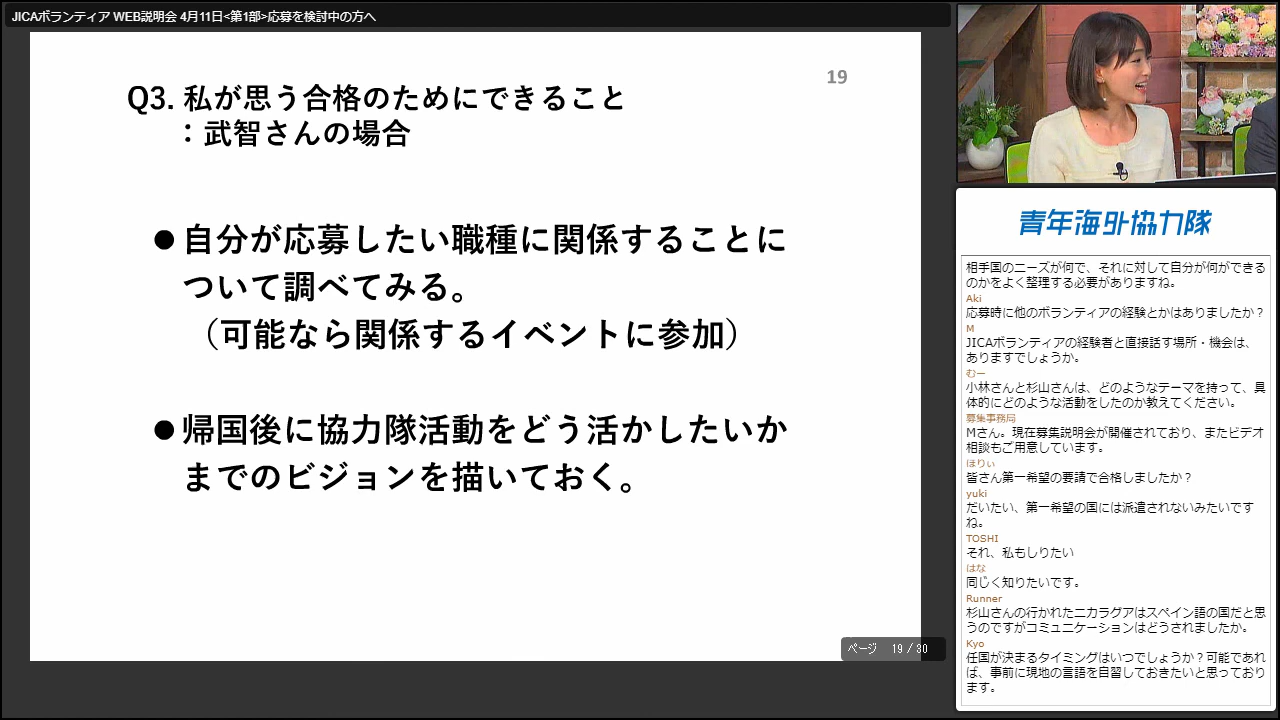 JICAボランティア WEB説明会 4月11日<第1部>応募を検討中の方へ
19
Q3. 私が思う合格のためにできること
：武智さんの場合
●自分が応募したい職種に関係することに
ついて調べてみる。
（可能なら関係するイベントに参加）
●帰国後に協力隊活動をどう活かしたいか
までのビジョンを描いておく。
ページ 19 / 30
青年海外協力隊
相手国のニーズが何で、それに対して自分が何ができる
のかをよく整理する必要がありますね。
Aki
応募時に他のボランティアの経験とかはありましたか？
M
JICAボランティアの経験者と直接話す場所・機会は、
ありますでしょうか。
むー
小林さんと杉山さんは、どのようなテーマを持って、具
体的にどのような活動をしたのか教えてください。
募集事務局
Mさん。現在募集説明会が開催されており、またビデオ
相談もご用意しています。
ほりぃ
皆さん第一希望の要請で合格しましたか？
yuki
だいたい、第一希望の国には派遣されないみたいです
ね。
TOSHI
それ、私もしりたい
はな
同じく知りたいです。
Runner
杉山さんの行かれたニカラグアはスペイン語の国だと思
うのですがコミュニケーションはどうされましたか。
Kyo
任国が決まるタイミングはいつでしょうか？可能であれ
ば、事前に現地の言語を自習しておきたいと思っており
ます。